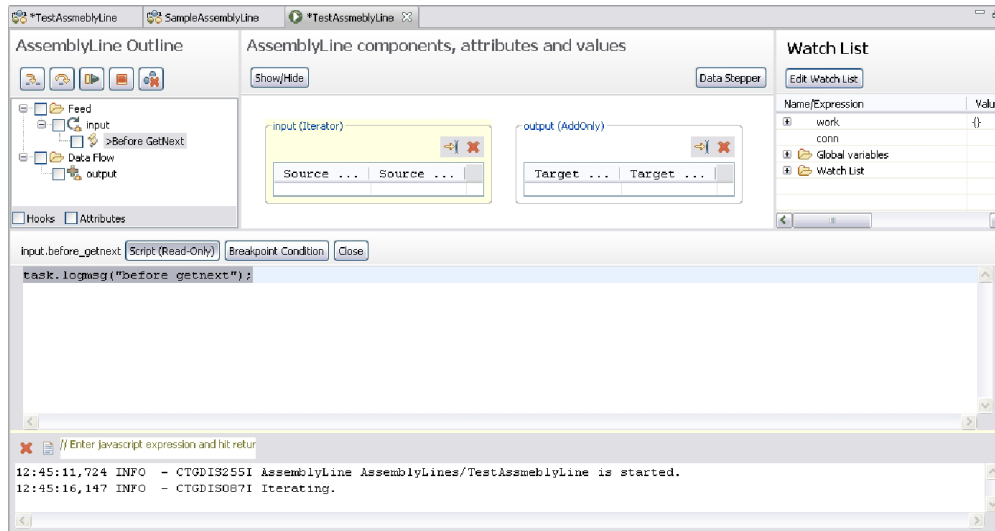 *TestAssmeblyLine
SampleAssemblyLine
*TestAssmeblyLine
AssemblyLine Outline
AssemblyLine components, attributes and values
Watch List
Show/Hide
Data Stepper
Edit Watch List
Feed
input
>Before GetNext
Data Flow
output
Hooks
Attributes
input (Iterator)
Source ...
Source ...
output (AddOnly)
Target ...
Target ...
Name/Expression
Valu
work
{}
conn
Global variables
Watch List
input.before_getnext
Script (Read-Only)
Breakpoint Condition
Close
task.logmsg("before getnext");
// Enter javascript expression and hit retur
12:45:11,724 INFO - CTGDIS255I AssemblyLine AssemblyLines/TestAssmeblyLine is started.
12:45:16,147 INFO - CTGDIS087I Iterating.